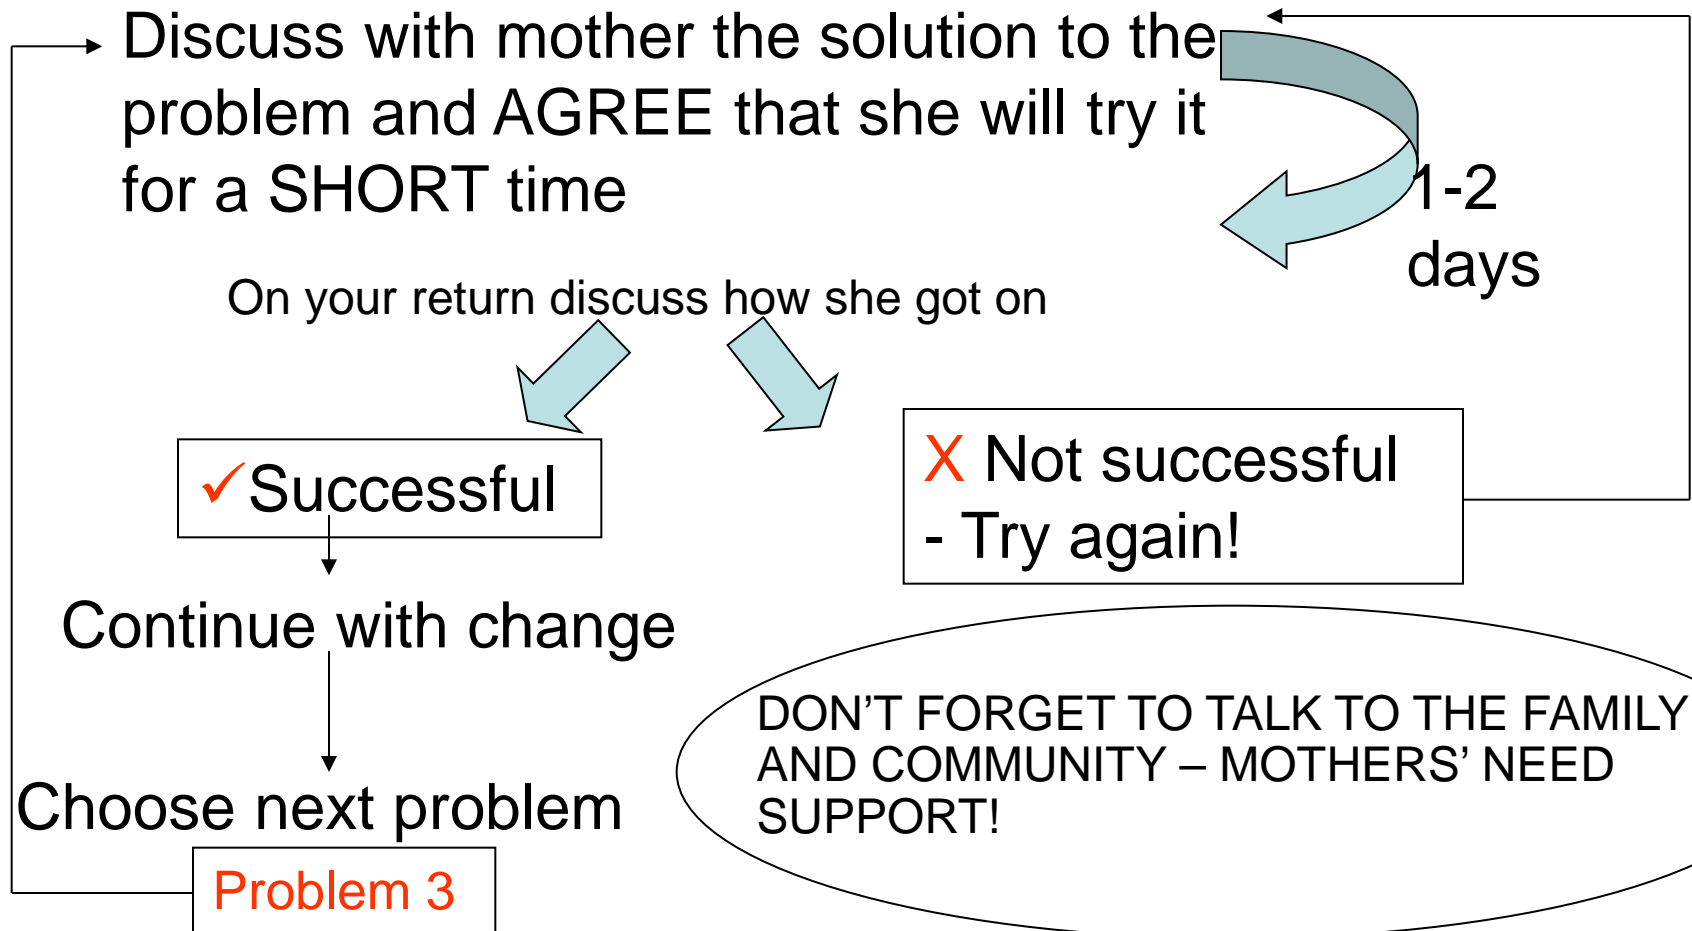 Discuss with mother the solution to the
problem and AGREE that she will try it
for a SHORT time
1-2
days
On your return discuss how she got on
✓Successful
X Not successful
- Try again!
Continue with change
DON’T FORGET TO TALK TO THE FAMILY
AND COMMUNITY – MOTHERS’ NEED
SUPPORT!
Choose next problem
Problem 3